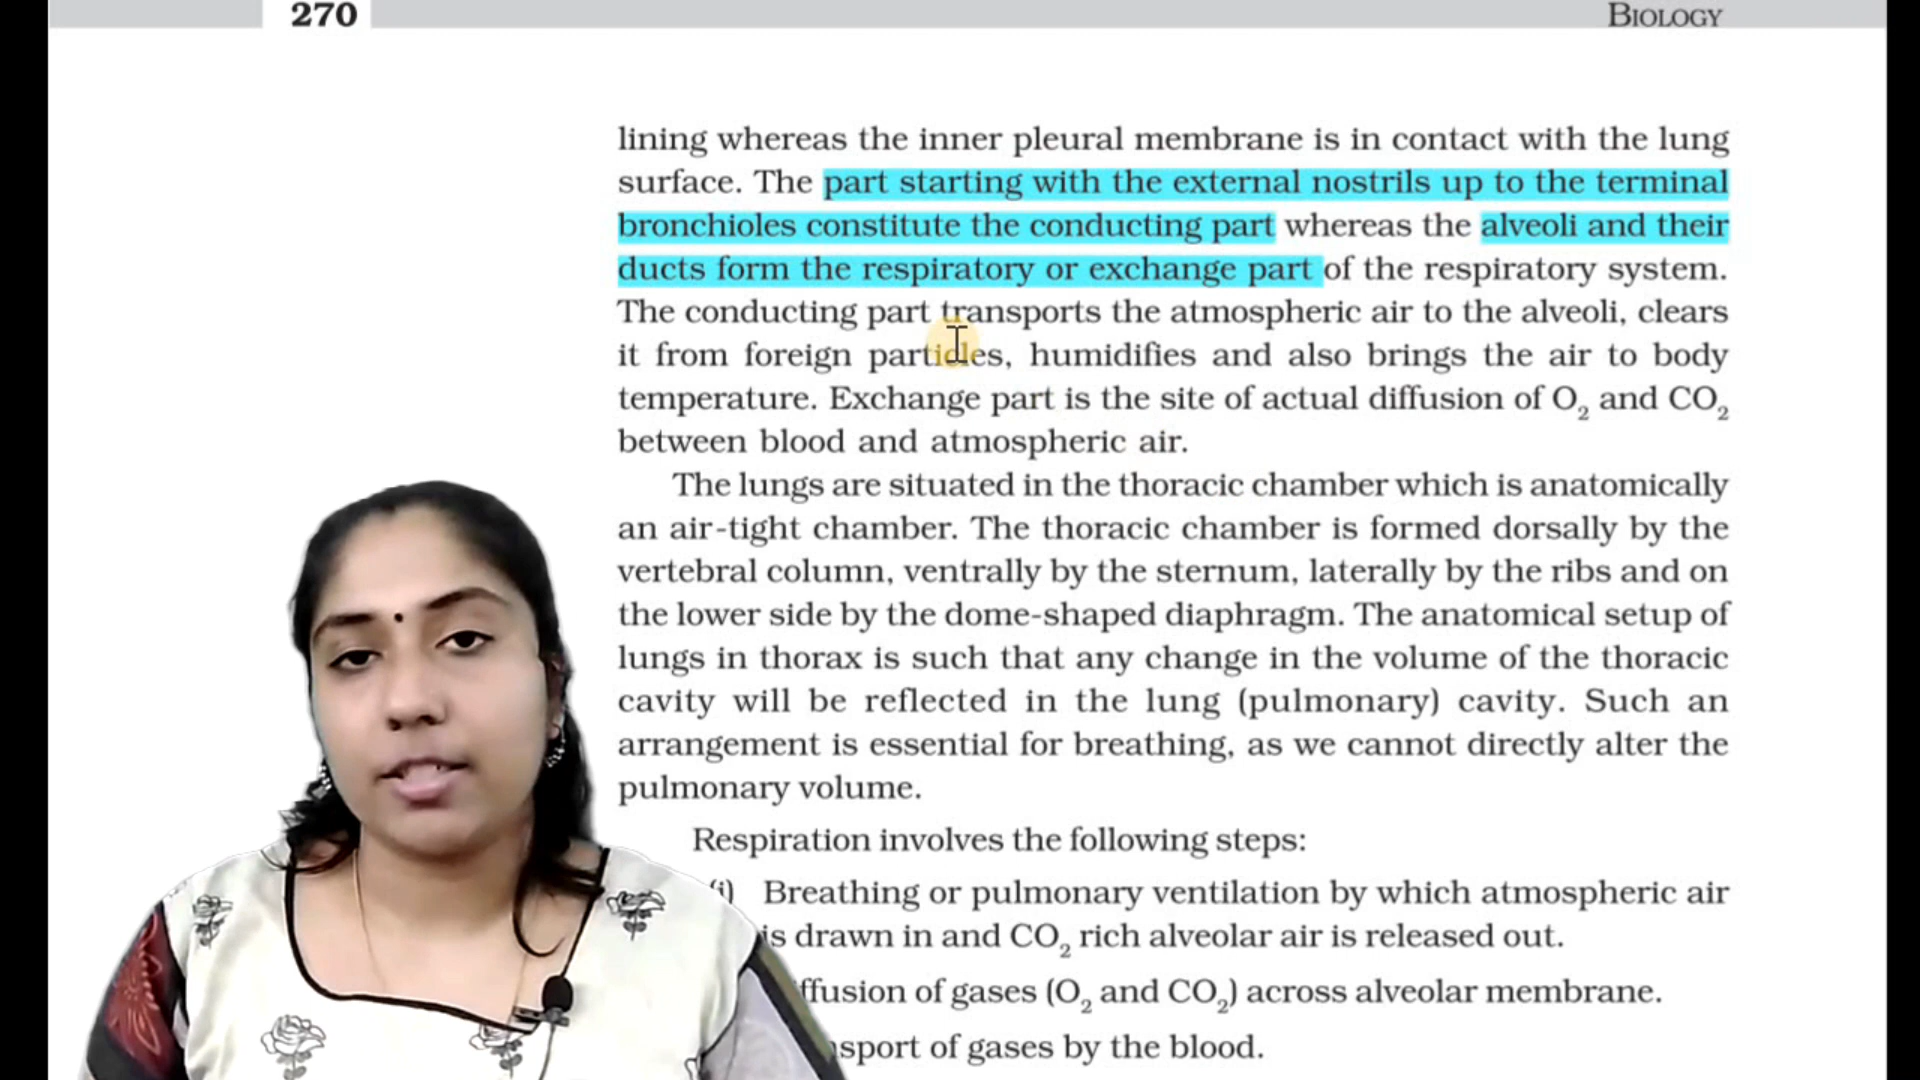 270
BIOLOGY
lining whereas the inner pleural membrane is in contact with the lung
surface. The part starting with the external nostrils up to the terminal
bronchioles constitute the conducting part whereas the alveoli and their
ducts form the respiratory or exchange part of the respiratory system.
The conducting part transports the atmospheric air to the alveoli, clears
it from foreign particles, humidifies and also brings the air to body
temperature. Exchange part is the site of actual diffusion of O₂ and CO₂
between blood and atmospheric air.
The lungs are situated in the thoracic chamber which is anatomically
an air-tight chamber. The thoracic chamber is formed dorsally by the
vertebral column, ventrally by the sternum, laterally by the ribs and on
the lower side by the dome-shaped diaphragm. The anatomical setup of
lungs in thorax is such that any change in the volume of the thoracic
cavity will be reflected in the lung (pulmonary) cavity. Such an
arrangement is essential for breathing, as we cannot directly alter the
pulmonary volume.
Respiration involves the following steps:
(i) Breathing or pulmonary ventilation by which atmospheric air
is drawn in and CO₂ rich alveolar air is released out.
ffusion of gases (O₂ and CO₂) across alveolar membrane.
nsport of gases by the blood.